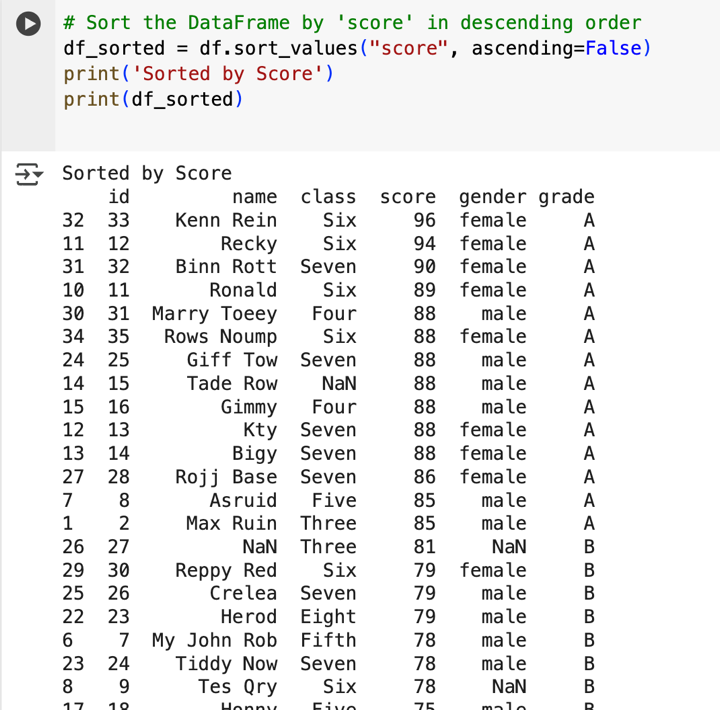 # Sort the DataFrame by 'score' in descending order
df_sorted = df.sort_values("score", ascending=False)
print('Sorted by Score')
print(df_sorted)
Sorted by Score
id name class score gender grade
32 33 Kenn Rein Six 96 female A
11 12 Recky Six 94 female A
31 32 Binn Rott Seven 90 female A
10 11 Ronald Six 89 female A
30 31 Marry Toeey Four 88 male A
34 35 Rows Noump Six 88 female A
24 25 Giff Tow Seven 88 male A
14 15 Tade Row NaN 88 male A
15 16 Gimmy Four 88 male A
12 13 Kty Seven 88 female A
13 14 Bigy Seven 88 female A
27 28 Rojj Base Seven 86 female A
7 8 Asruid Five 85 male A
1 2 Max Ruin Three 85 male A
26 27 NaN Three 81 NaN B
29 30 Reppy Red Six 79 female B
25 26 Crelea Seven 79 male B
22 23 Herod Eight 79 male B
6 7 My John Rob Fifth 78 male B
23 24 Tiddy Now Seven 78 male B
8 9 Tes Qry Six 78 NaN B
17 18 Honny Five 75 male B